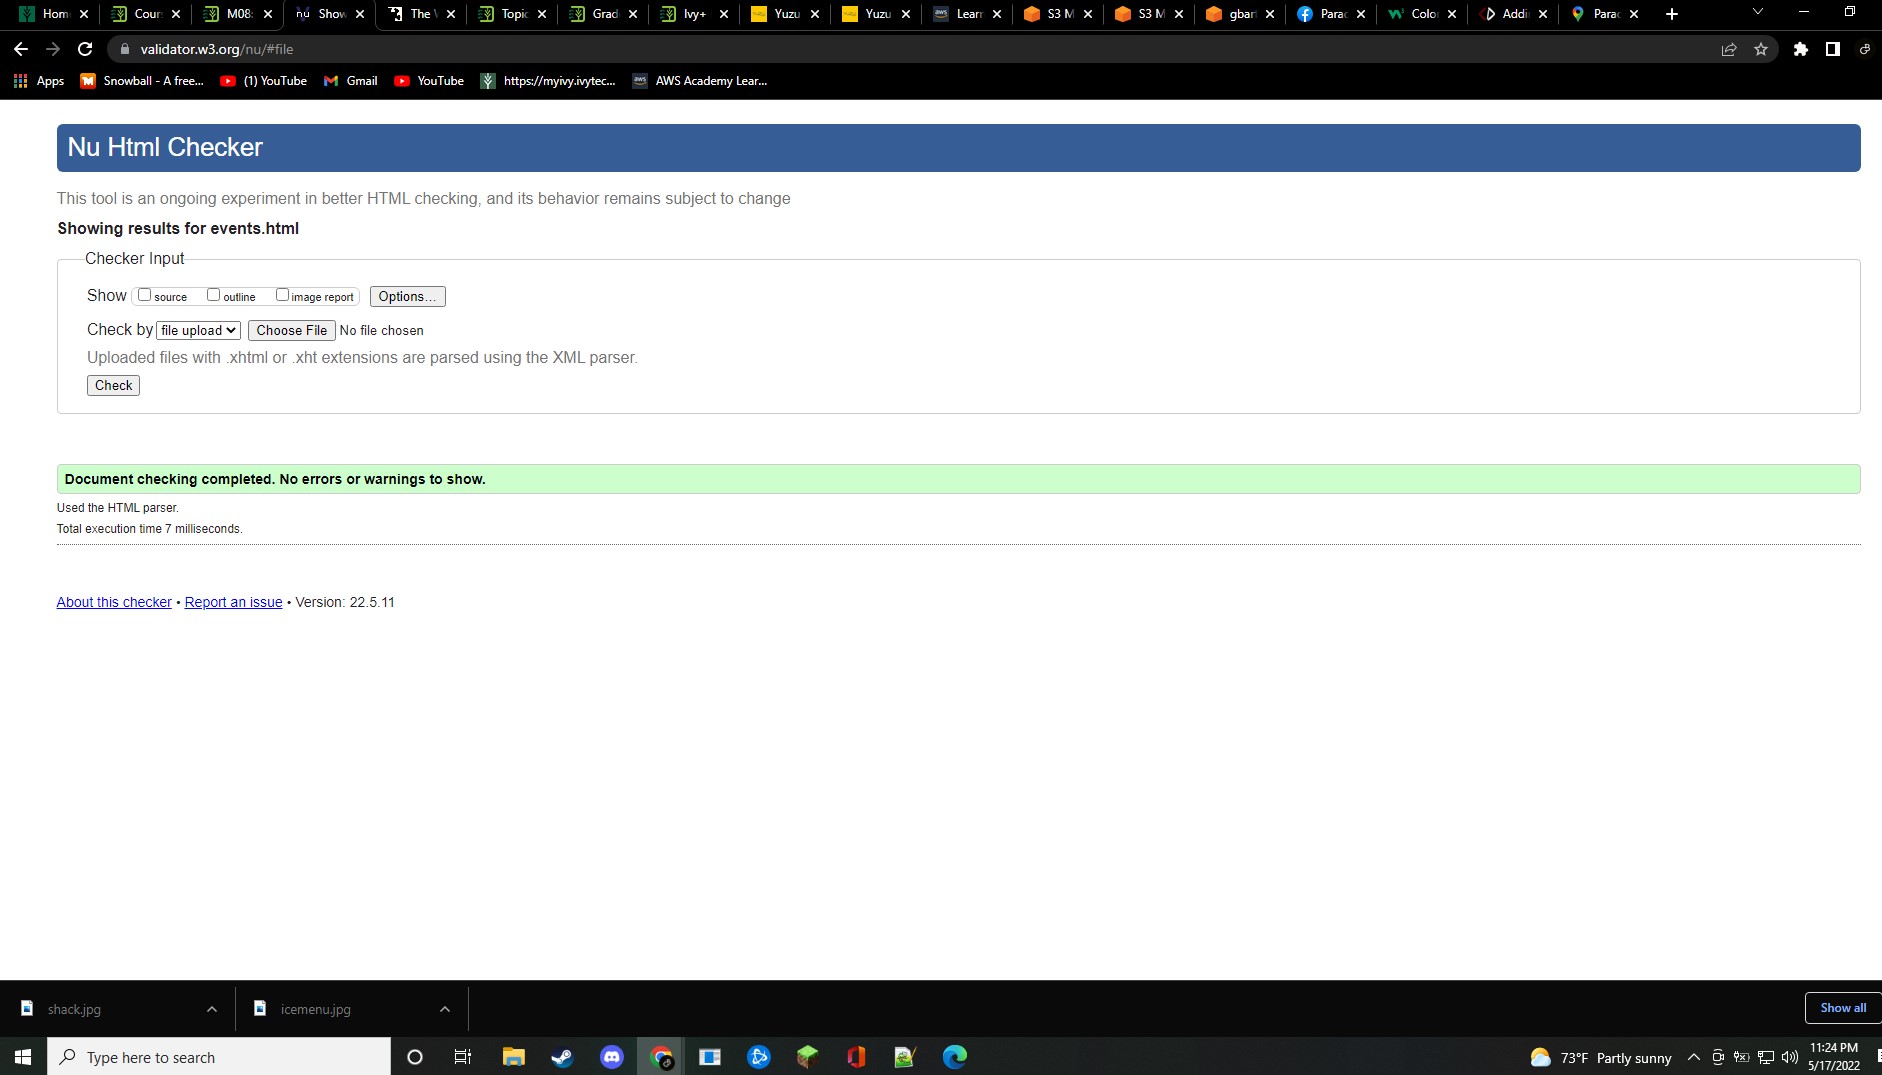 Hom Cour M08: Show The V Topic Grade Ivy+ Yuzu Yuzu Learn S3 M S3 M gbart Parad Color Addi Parad
validator.w3.org/nu/#file
Apps Snowball - A free... (1) YouTube Gmail YouTube https://myivy.ivytec... AWS Academy Lear...
Nu Html Checker
This tool is an ongoing experiment in better HTML checking, and its behavior remains subject to change
Showing results for events.html
Checker Input
Show source outline image report Options...
Check by file upload Choose File No file chosen
Uploaded files with .xhtml or .xht extensions are parsed using the XML parser.
Check
Document checking completed. No errors or warnings to show.
Used the HTML parser.
Total execution time 7 milliseconds.
About this checker • Report an issue • Version: 22.5.11
shack.jpg icemenu.jpg Show all
Type here to search 73°F Partly sunny 11:24 PM
5/17/2022